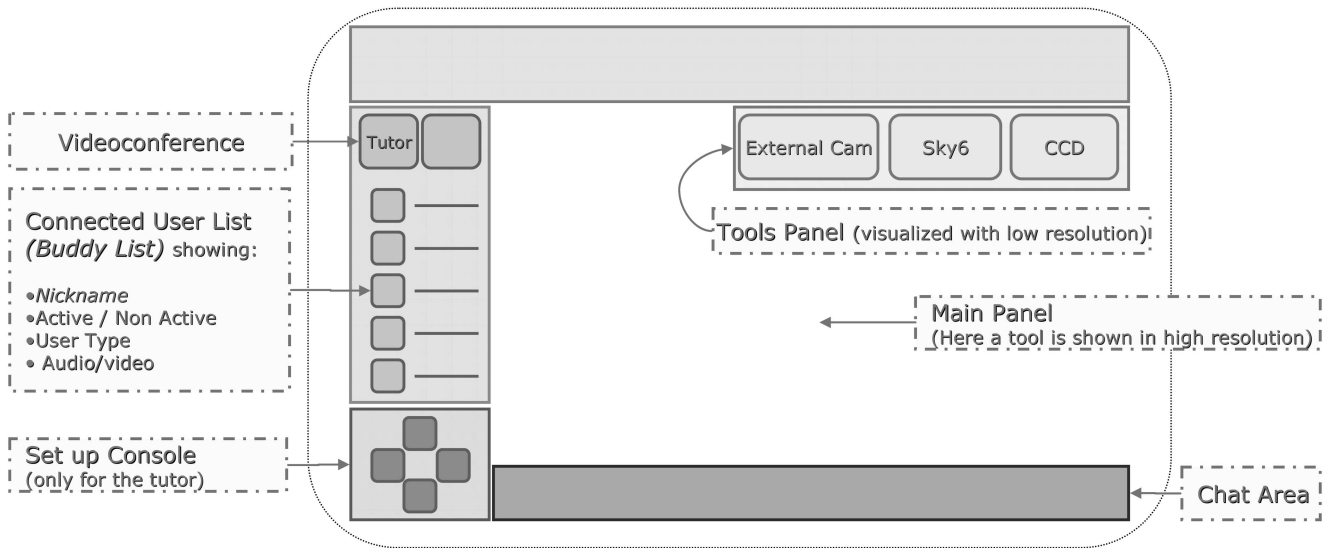 Videoconference
Connected User List
(Buddy List) showing:
•Nickname
•Active / Non Active
•User Type
• Audio/video
Set up Console
(only for the tutor)
Tutor
External Cam
Sky6
CCD
Tools Panel (visualized with low resolution)
Main Panel
(Here a tool is shown in high resolution)
Chat Area